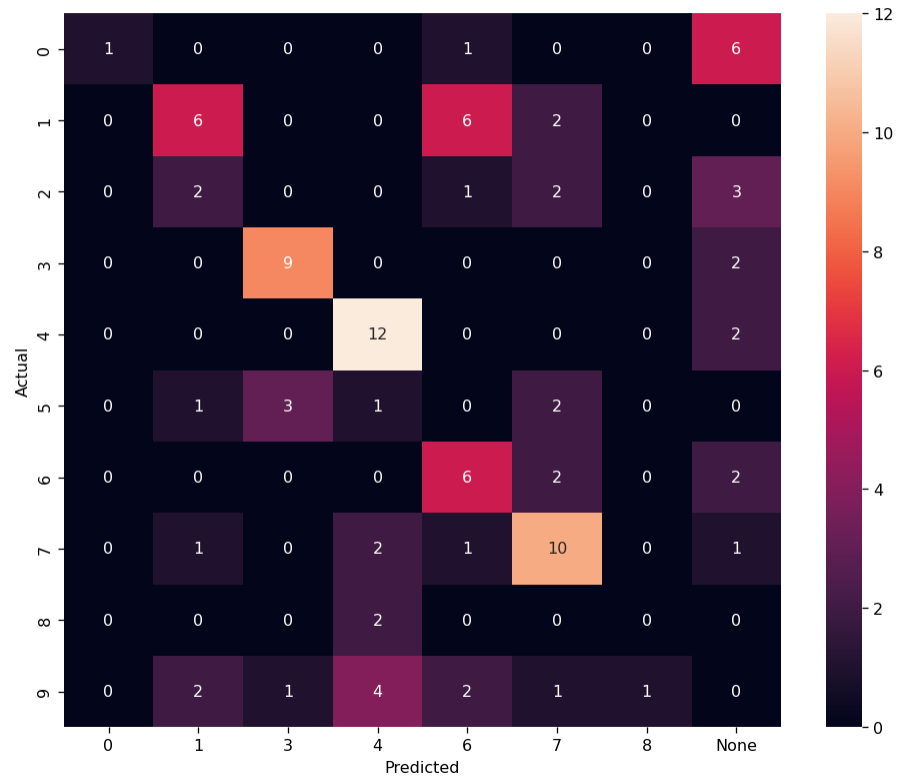 0 1 0 0 0 1 0 0 6 12
1 0 6 0 0 6 2 0 0 10
2 0 2 0 0 1 2 0 3
3 0 0 9 0 0 0 0 2 8
4 0 0 0 12 0 0 0 2
Actual
5 0 1 3 1 0 2 0 0 6
6 0 0 0 0 6 2 0 2 4
7 0 1 0 2 1 10 0 1
8 0 0 0 2 0 0 0 0 2
9 0 2 1 4 2 1 1 0 0
0 1 3 4 6 7 8 None
Predicted